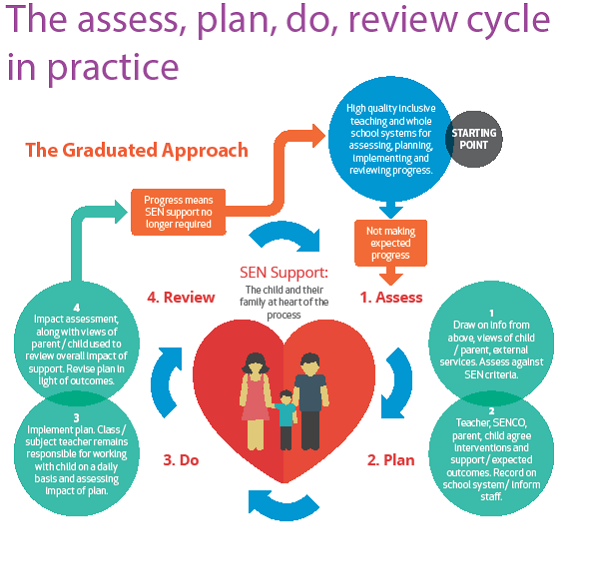 The assess, plan, do, review cycle
in practice
The Graduated Approach
High quality inclusive
teaching and whole
school systems for
assessing, planning,
implementing and
reviewing progress.
STARTING
POINT
Progress means
SEN support no
longer required
Not making
expected
progress
SEN Support:
The child and their
family at heart of the
process
4. Review
1. Assess
4
Impact assessment,
along with views of
parent / child used to
review overall impact of
support. Revise plan in
light of outcomes.
1
Draw on info from
above, views of child
/ parent, external
services. Assess against
SEN criteria.
3
Implement plan. Class /
subject teacher remains
responsible for working
with child on a daily
basis and assessing
impact of plan.
2
Teacher, SENCO,
parent, child agree
interventions and
support / expected
outcomes. Record on
school system / inform
staff.
3. Do
2. Plan